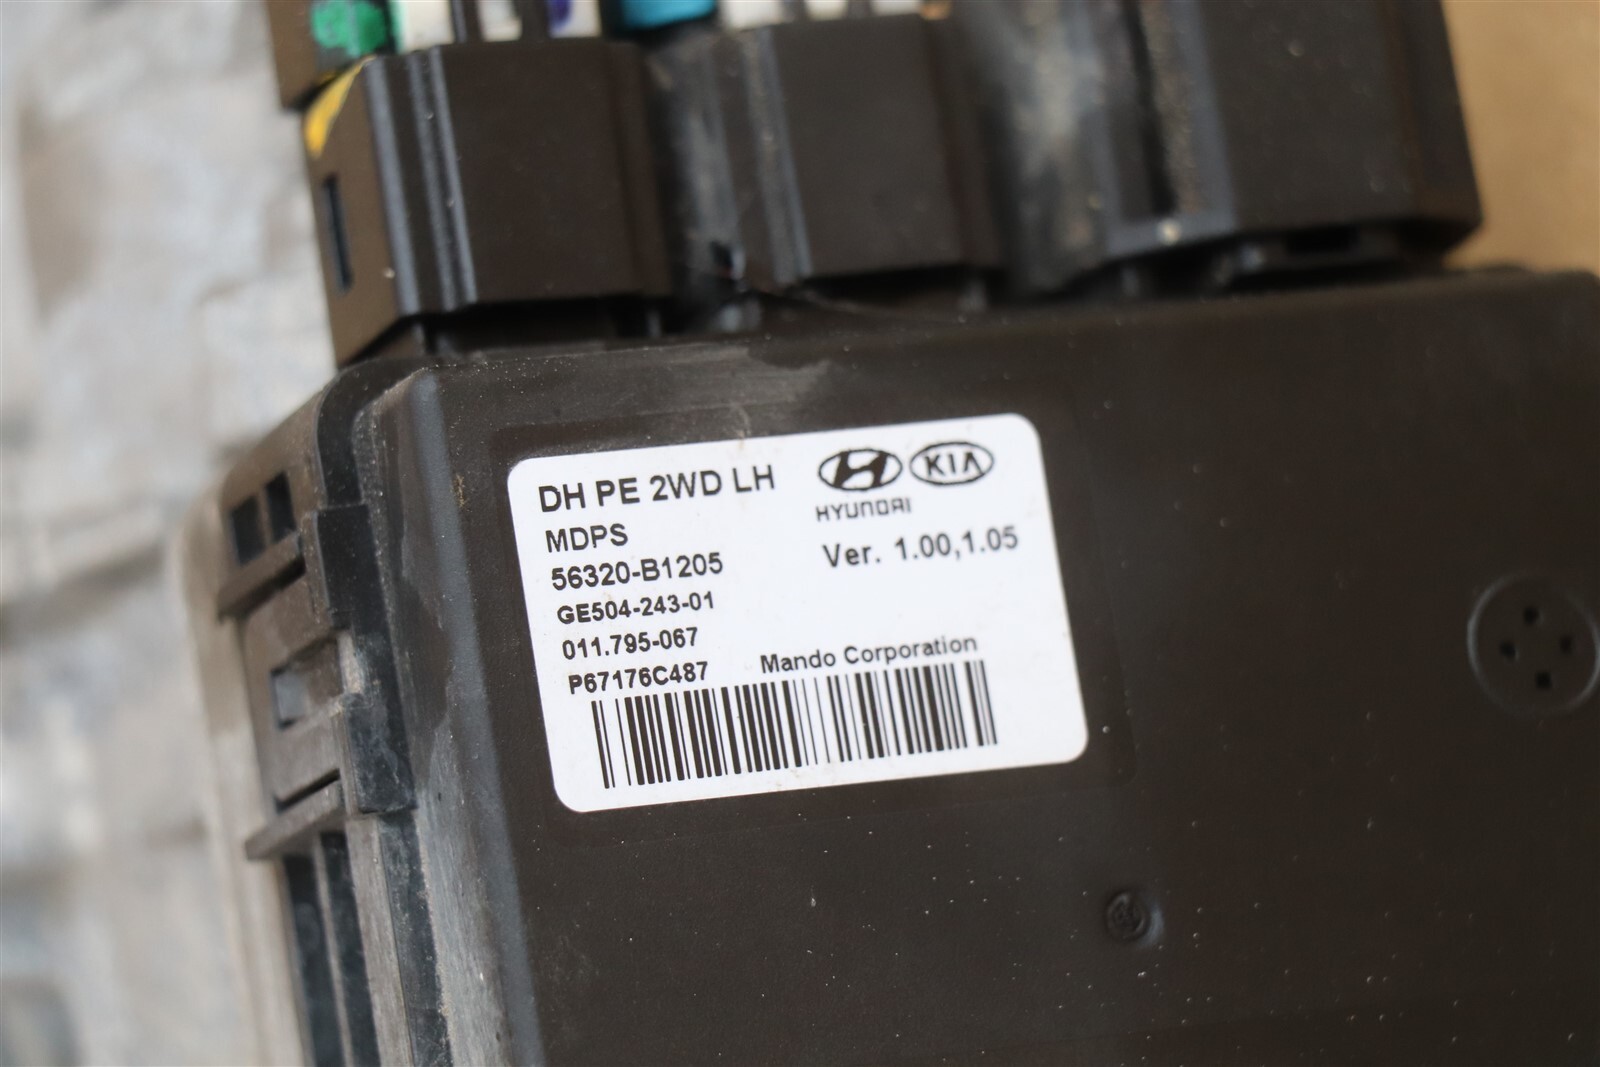 DH PE 2WD LH
HYUNDAI
KIA
MDPS
Ver. 1.00,1.05
56320-B1205
GE504-243-01
011.795-067
P67176C487
Mando Corporation